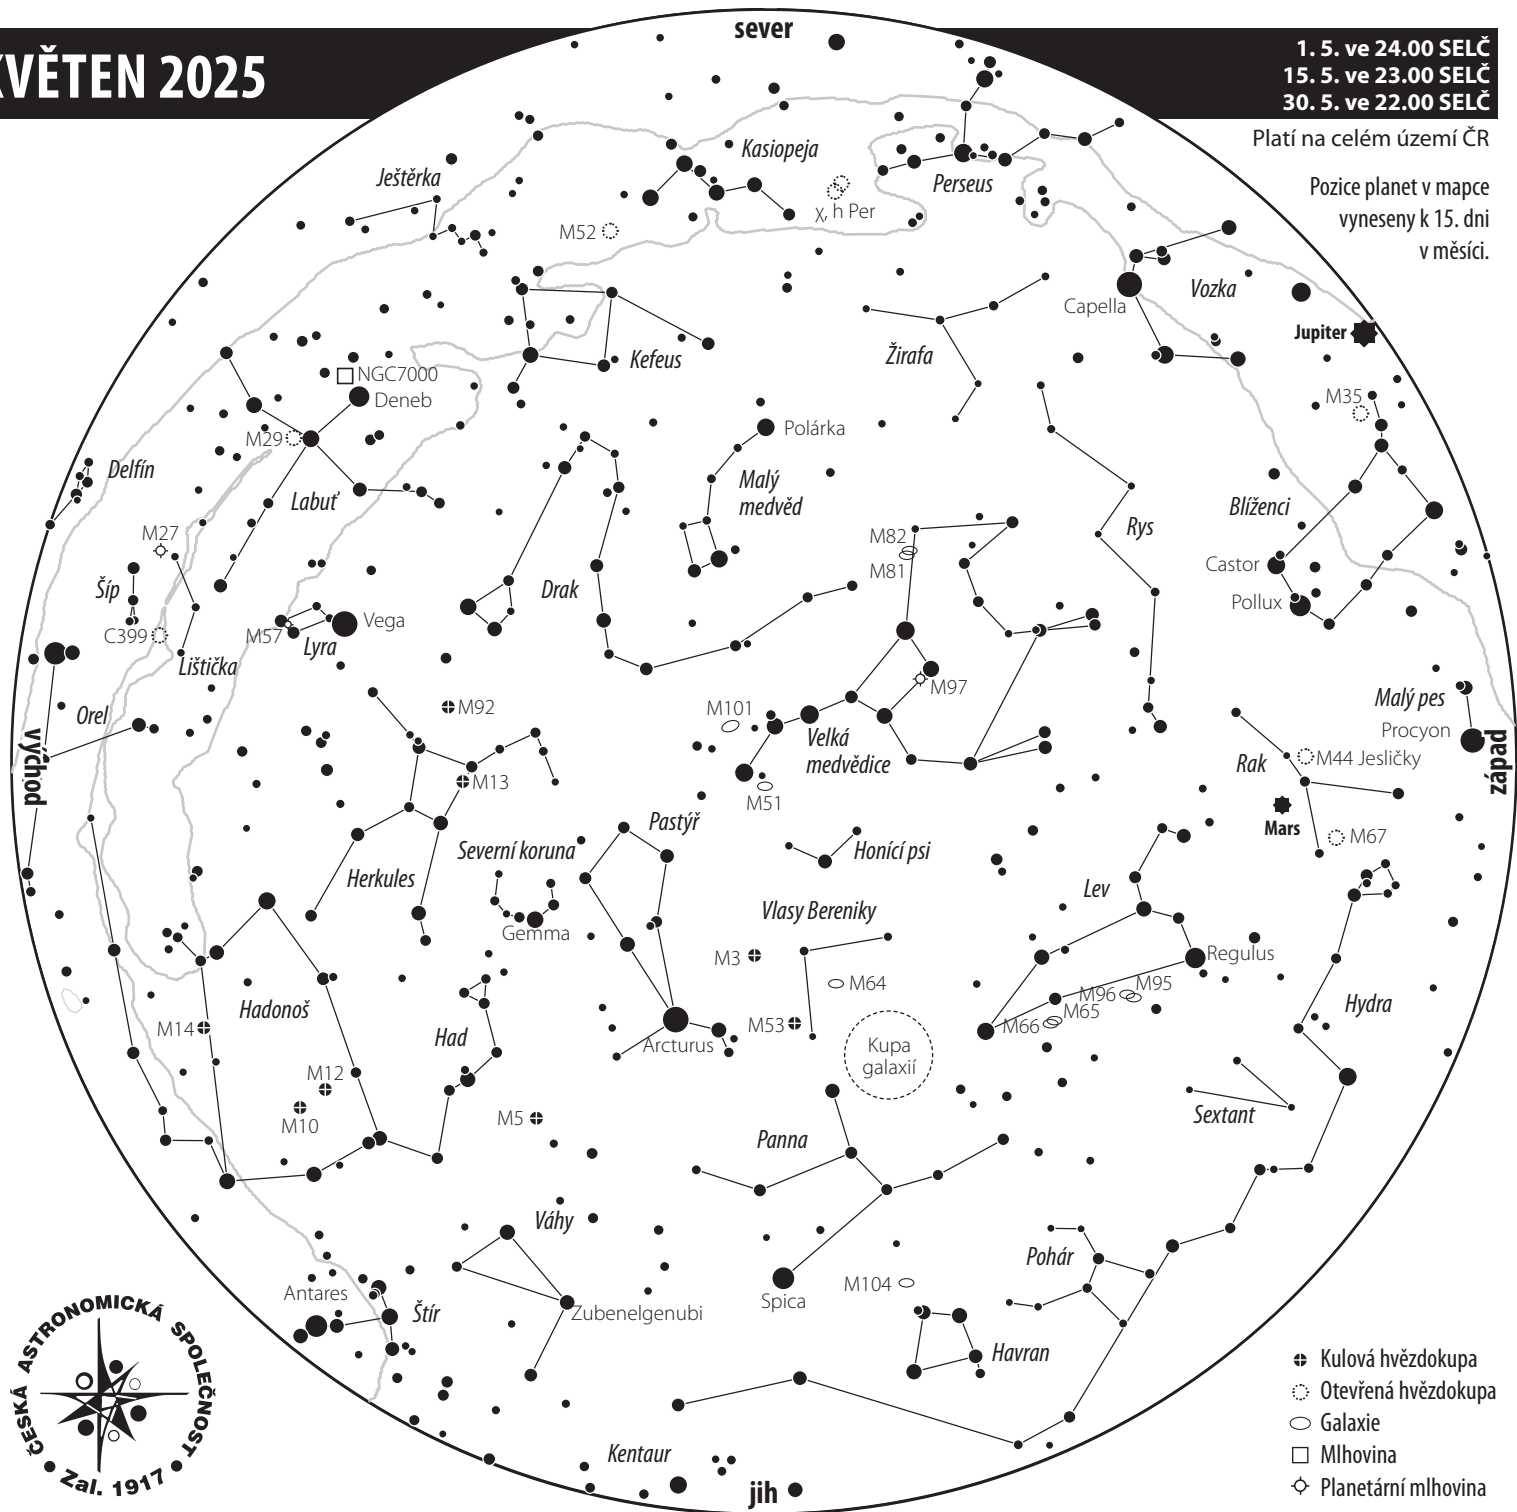 KVĚTEN 2025
1. 5. ve 24.00 SELČ
15. 5. ve 23.00 SELČ
30. 5. ve 22.00 SELČ
Platí na celém území ČR
Pozice planet v mapce
vyneseny k 15. dni
v měsíci.
sever
Kasiopeja
Ještěrka
Perseus
χ, h Per
M52
Vozka
Capella
Jupiter
Kefeus
Žirafa
NGC7000
Deneb
M35
M29
Polárka
Delfín
Labuť
Malý
medvěd
Blíženci
Rys
M27
M82
M81
Castor
Šíp
Drak
Pollux
Vega
C399
M57
Lyra
Lištička
M97
Malý pes
Orel
M92
M101
Procyon
Velká
medvědice
východ
západ
Rak
M44 Jesličky
M13
M51
Mars
M67
Pastýř
Severní koruna
Honící psi
Herkules
Lev
Vlasy Bereniky
Gemma
M3
Regulus
M64
M96
M95
Hadonoš
Hydra
M14
Had
Arcturus
M53
M66
M65
Kupa
galaxií
M12
M10
M5
Sextant
Panna
Váhy
Pohár
Antares
M104
Spica
Štír
Zubenelgenubi
Havran
Kentaur
jih
ČESKÁ ASTRONOMICKÁ SPOLEČNOST
Zal. 1917
Kulová hvězdokupa
Otevřená hvězdokupa
Galaxie
Mlhovina
Planetární mlhovina